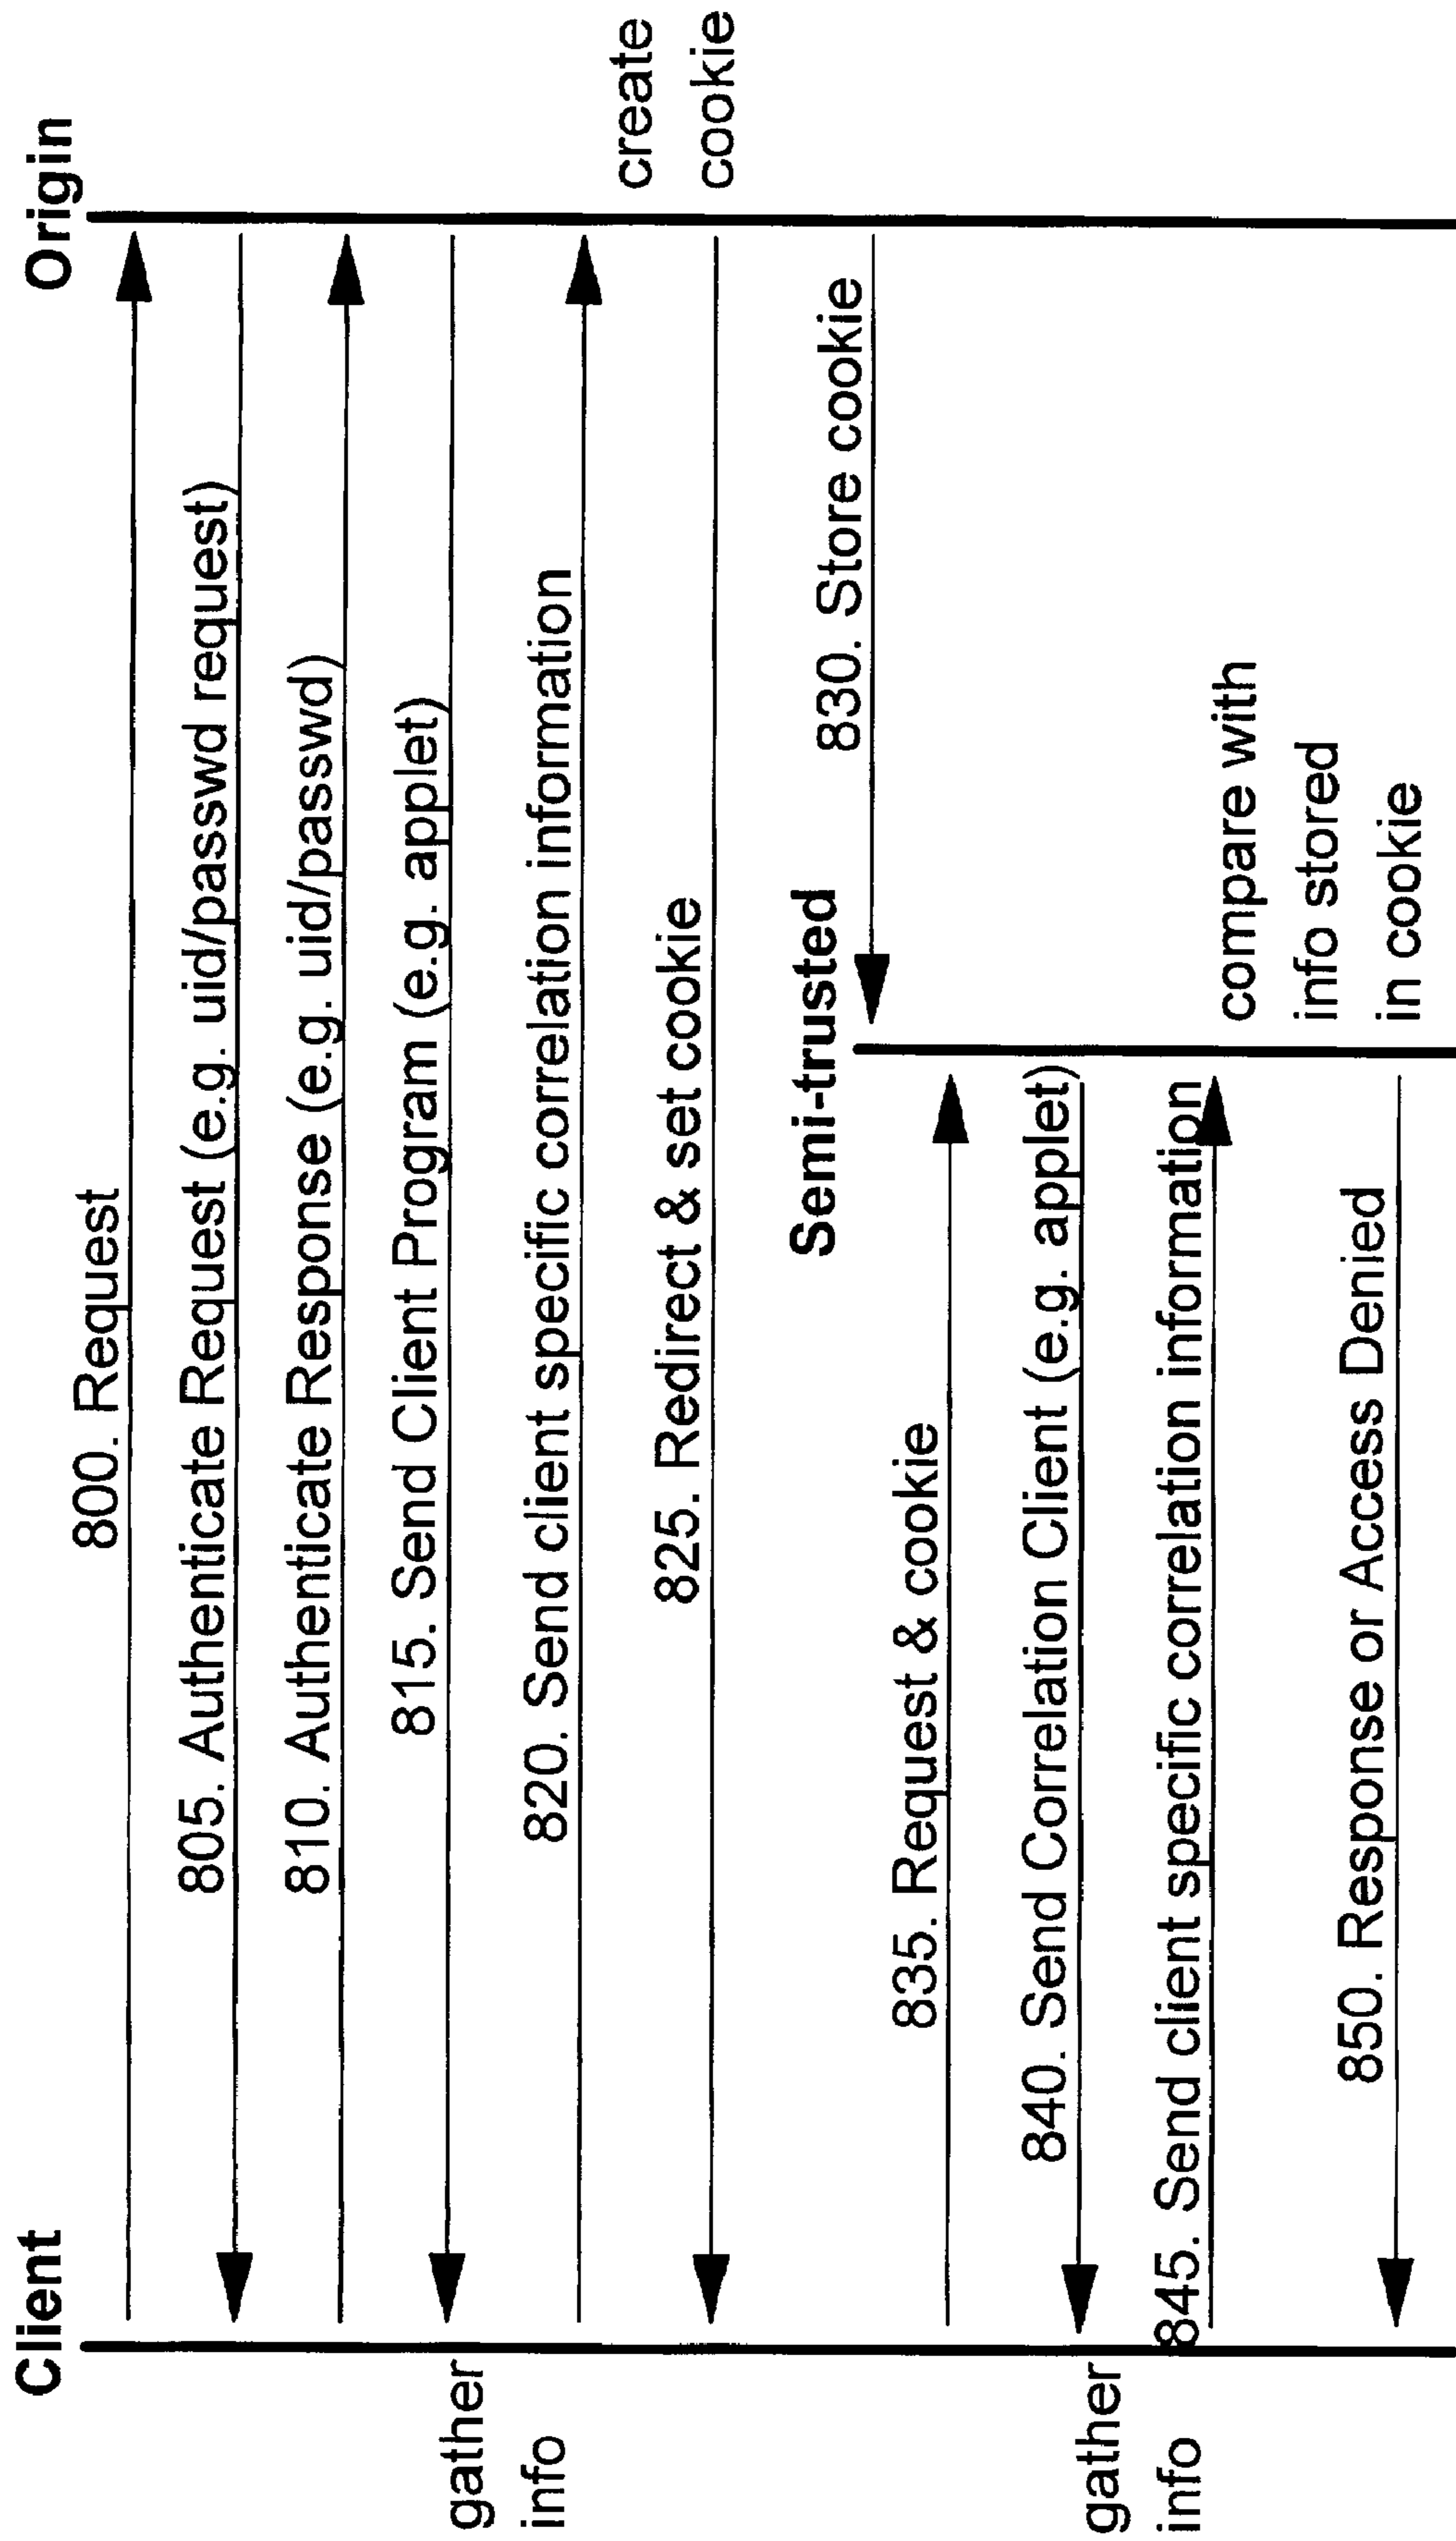 Client
Origin
800. Request
805. Authenticate Request (e.g. uid/passwd request)
810. Authenticate Response (e.g. uid/passwd)
815. Send Client Program (e.g. applet)
gather
info
820. Send client specific correlation information
create
cookie
825. Redirect & set cookie
Semi-trusted
830. Store cookie
835. Request & cookie
840. Send Correlation Client (e.g. applet)
gather
info
845. Send client specific correlation information
compare with
info stored
in cookie
850. Response or Access Denied